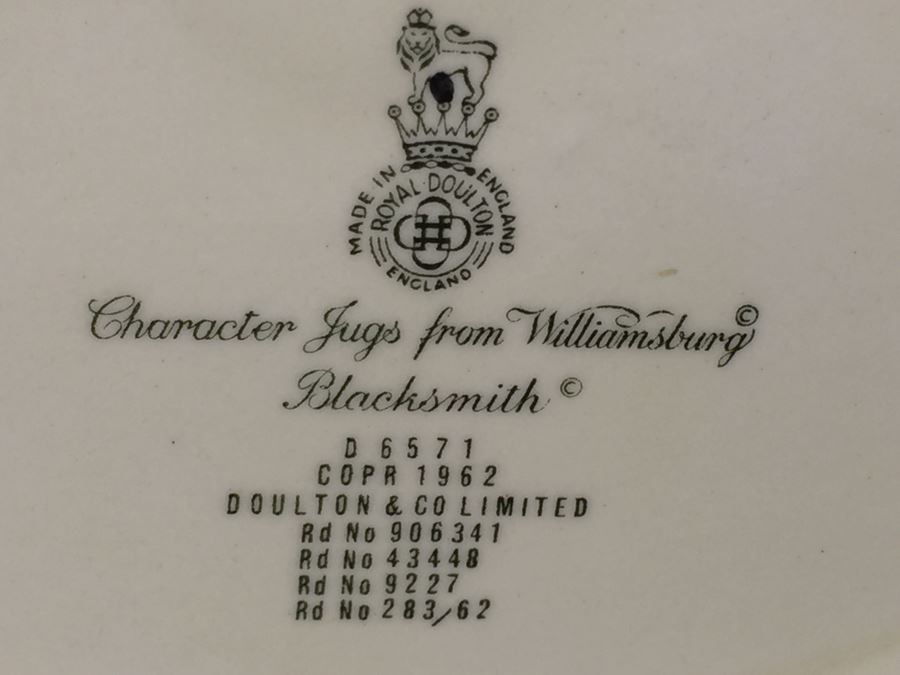 MADE IN ENGLAND
ROYAL DOULTON
ENGLAND
Character Jugs from Williamsburg ©
Blacksmith ©
D 6571
COPR 1962
DOULTON & CO LIMITED
Rd No 906341
Rd No 43448
Rd No 9227
Rd No 283/62